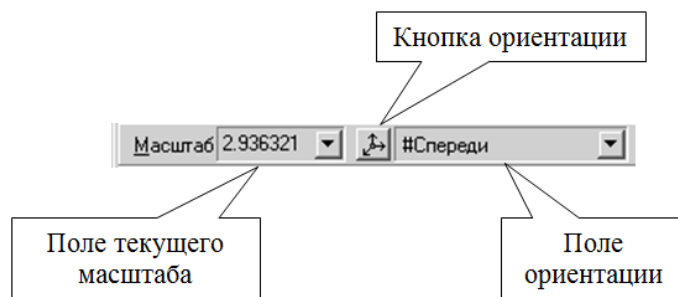 Кнопка ориентации
Масштаб 2.936321 #Спереди
Поле текущего
масштаба
Поле
ориентации